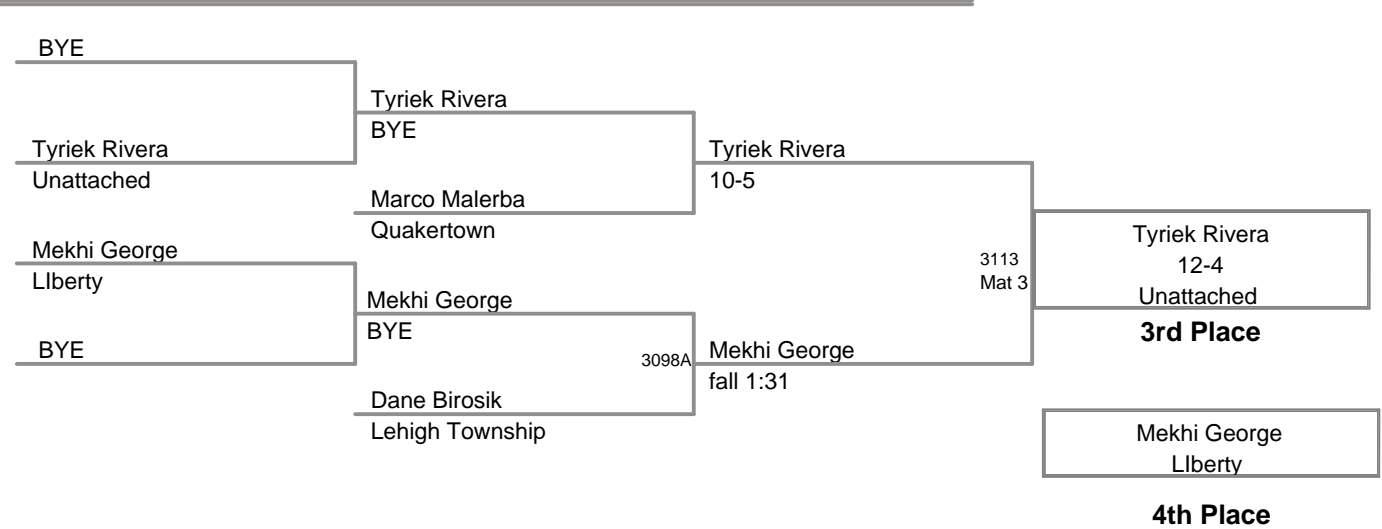 BYE
Tyriek Rivera
BYE
Tyriek Rivera
Unattached
Tyriek Rivera
10-5
Marco Malerba
Quakertown
Mekhi George
LIberty
3113
Mat 3
Tyriek Rivera
12-4
Unattached
3rd Place
Mekhi George
BYE
BYE
3098A
Mekhi George
fall 1:31
Dane Birosik
Lehigh Township
Mekhi George
LIberty
4th Place